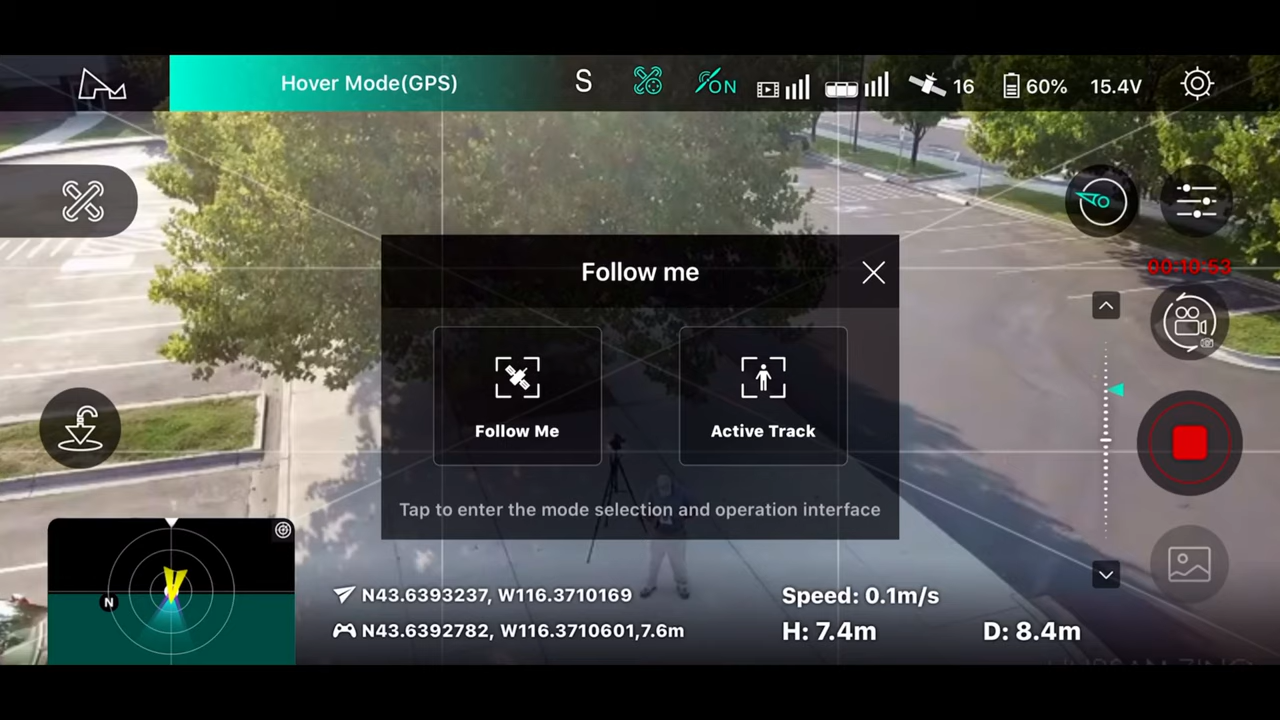 Hover Mode(GPS)
S
ON
16
60%
15.4V
00:10:53
Follow me
Follow Me
Active Track
Tap to enter the mode selection and operation interface
N
N43.6393237, W116.3710169
N43.6392782, W116.3710601,7.6m
Speed: 0.1m/s
H: 7.4m
D: 8.4m